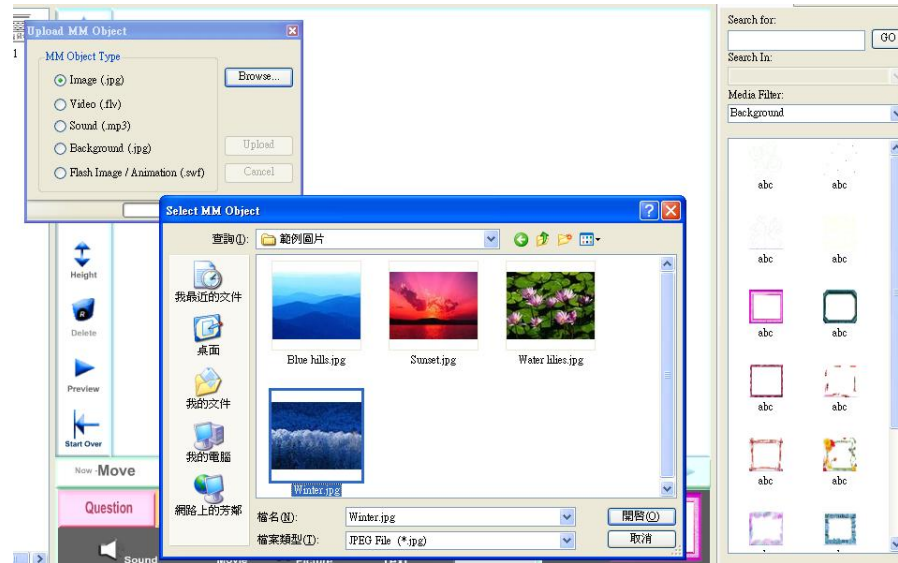 Upload MM Object
MM Object Type
Image (.jpg)
Video (.flv)
Sound (.mp3)
Background (.jpg)
Flash Image / Animation (.swf)
Browse...
Upload
Cancel
1
Height
Delete
Preview
Start Over
Now - Move
Question
Sound
Select MM Object
查詢(I):
範例圖片
我最近的文件
桌面
我的文件
我的電腦
網路上的芳鄰
Blue hills.jpg
Sunset.jpg
Water lilies.jpg
Winter.jpg
檔名(N):
Winter.jpg
開啓(O)
檔案類型(T):
JPEG File (*.jpg)
取消
Search for:
GO
Search In:
Media Filter:
Background
abc abc
abc abc
abc abc
abc abc
abc abc